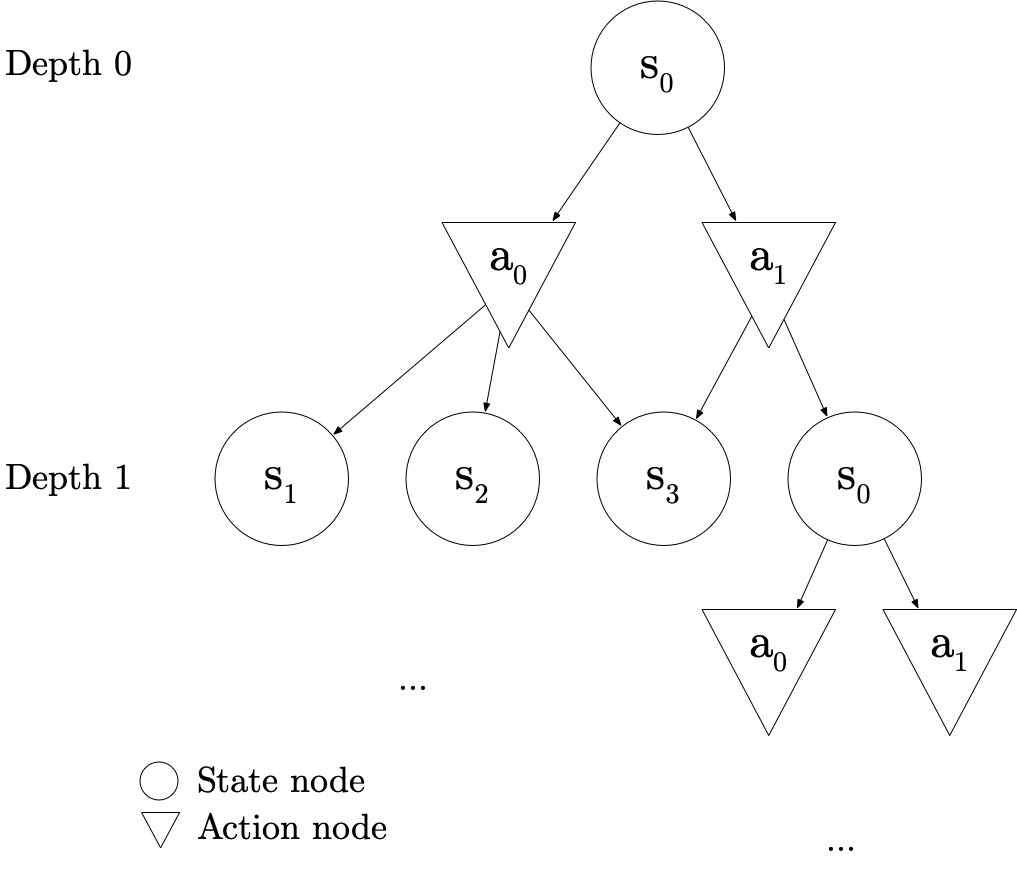 Depth 0
s₀
a₀
a₁
Depth 1
s₁
s₂
s₃
s₀
a₀
a₁
...
State node
Action node
...